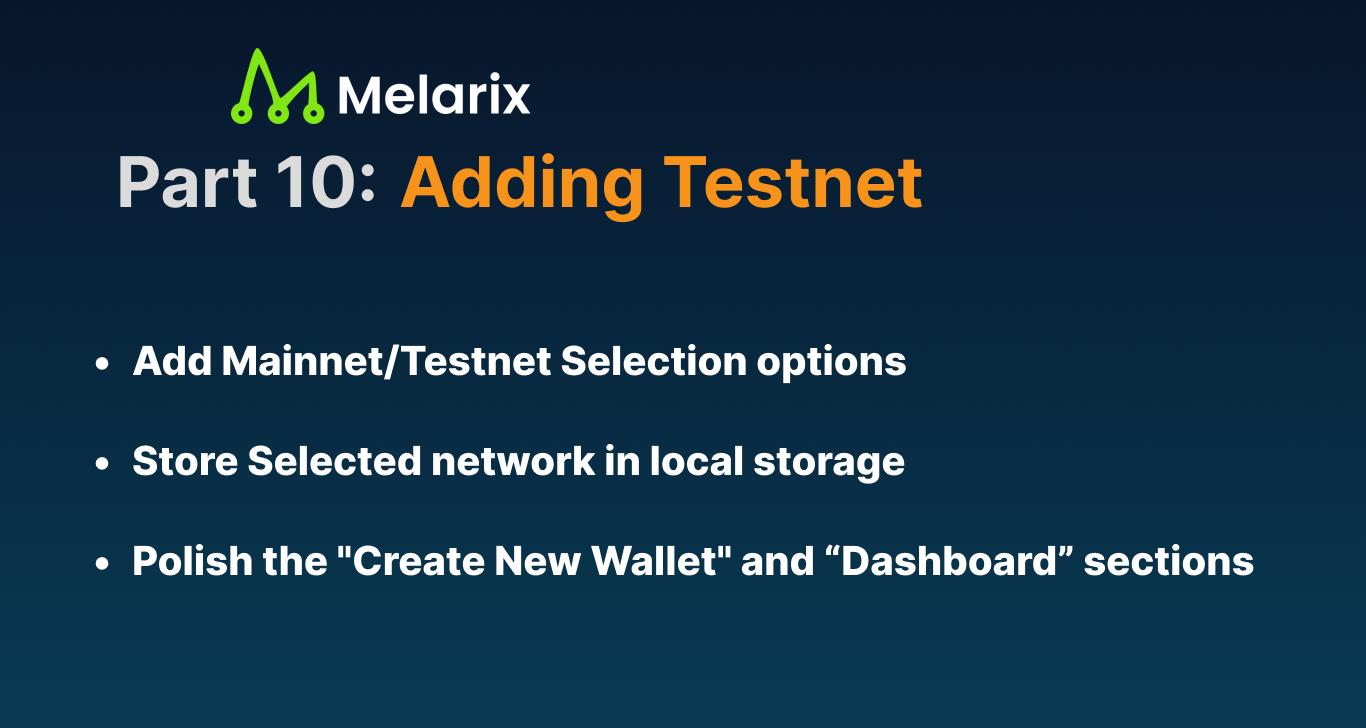 Melarix
Part 10: Adding Testnet
• Add Mainnet/Testnet Selection options
• Store Selected network in local storage
• Polish the "Create New Wallet" and “Dashboard” sections